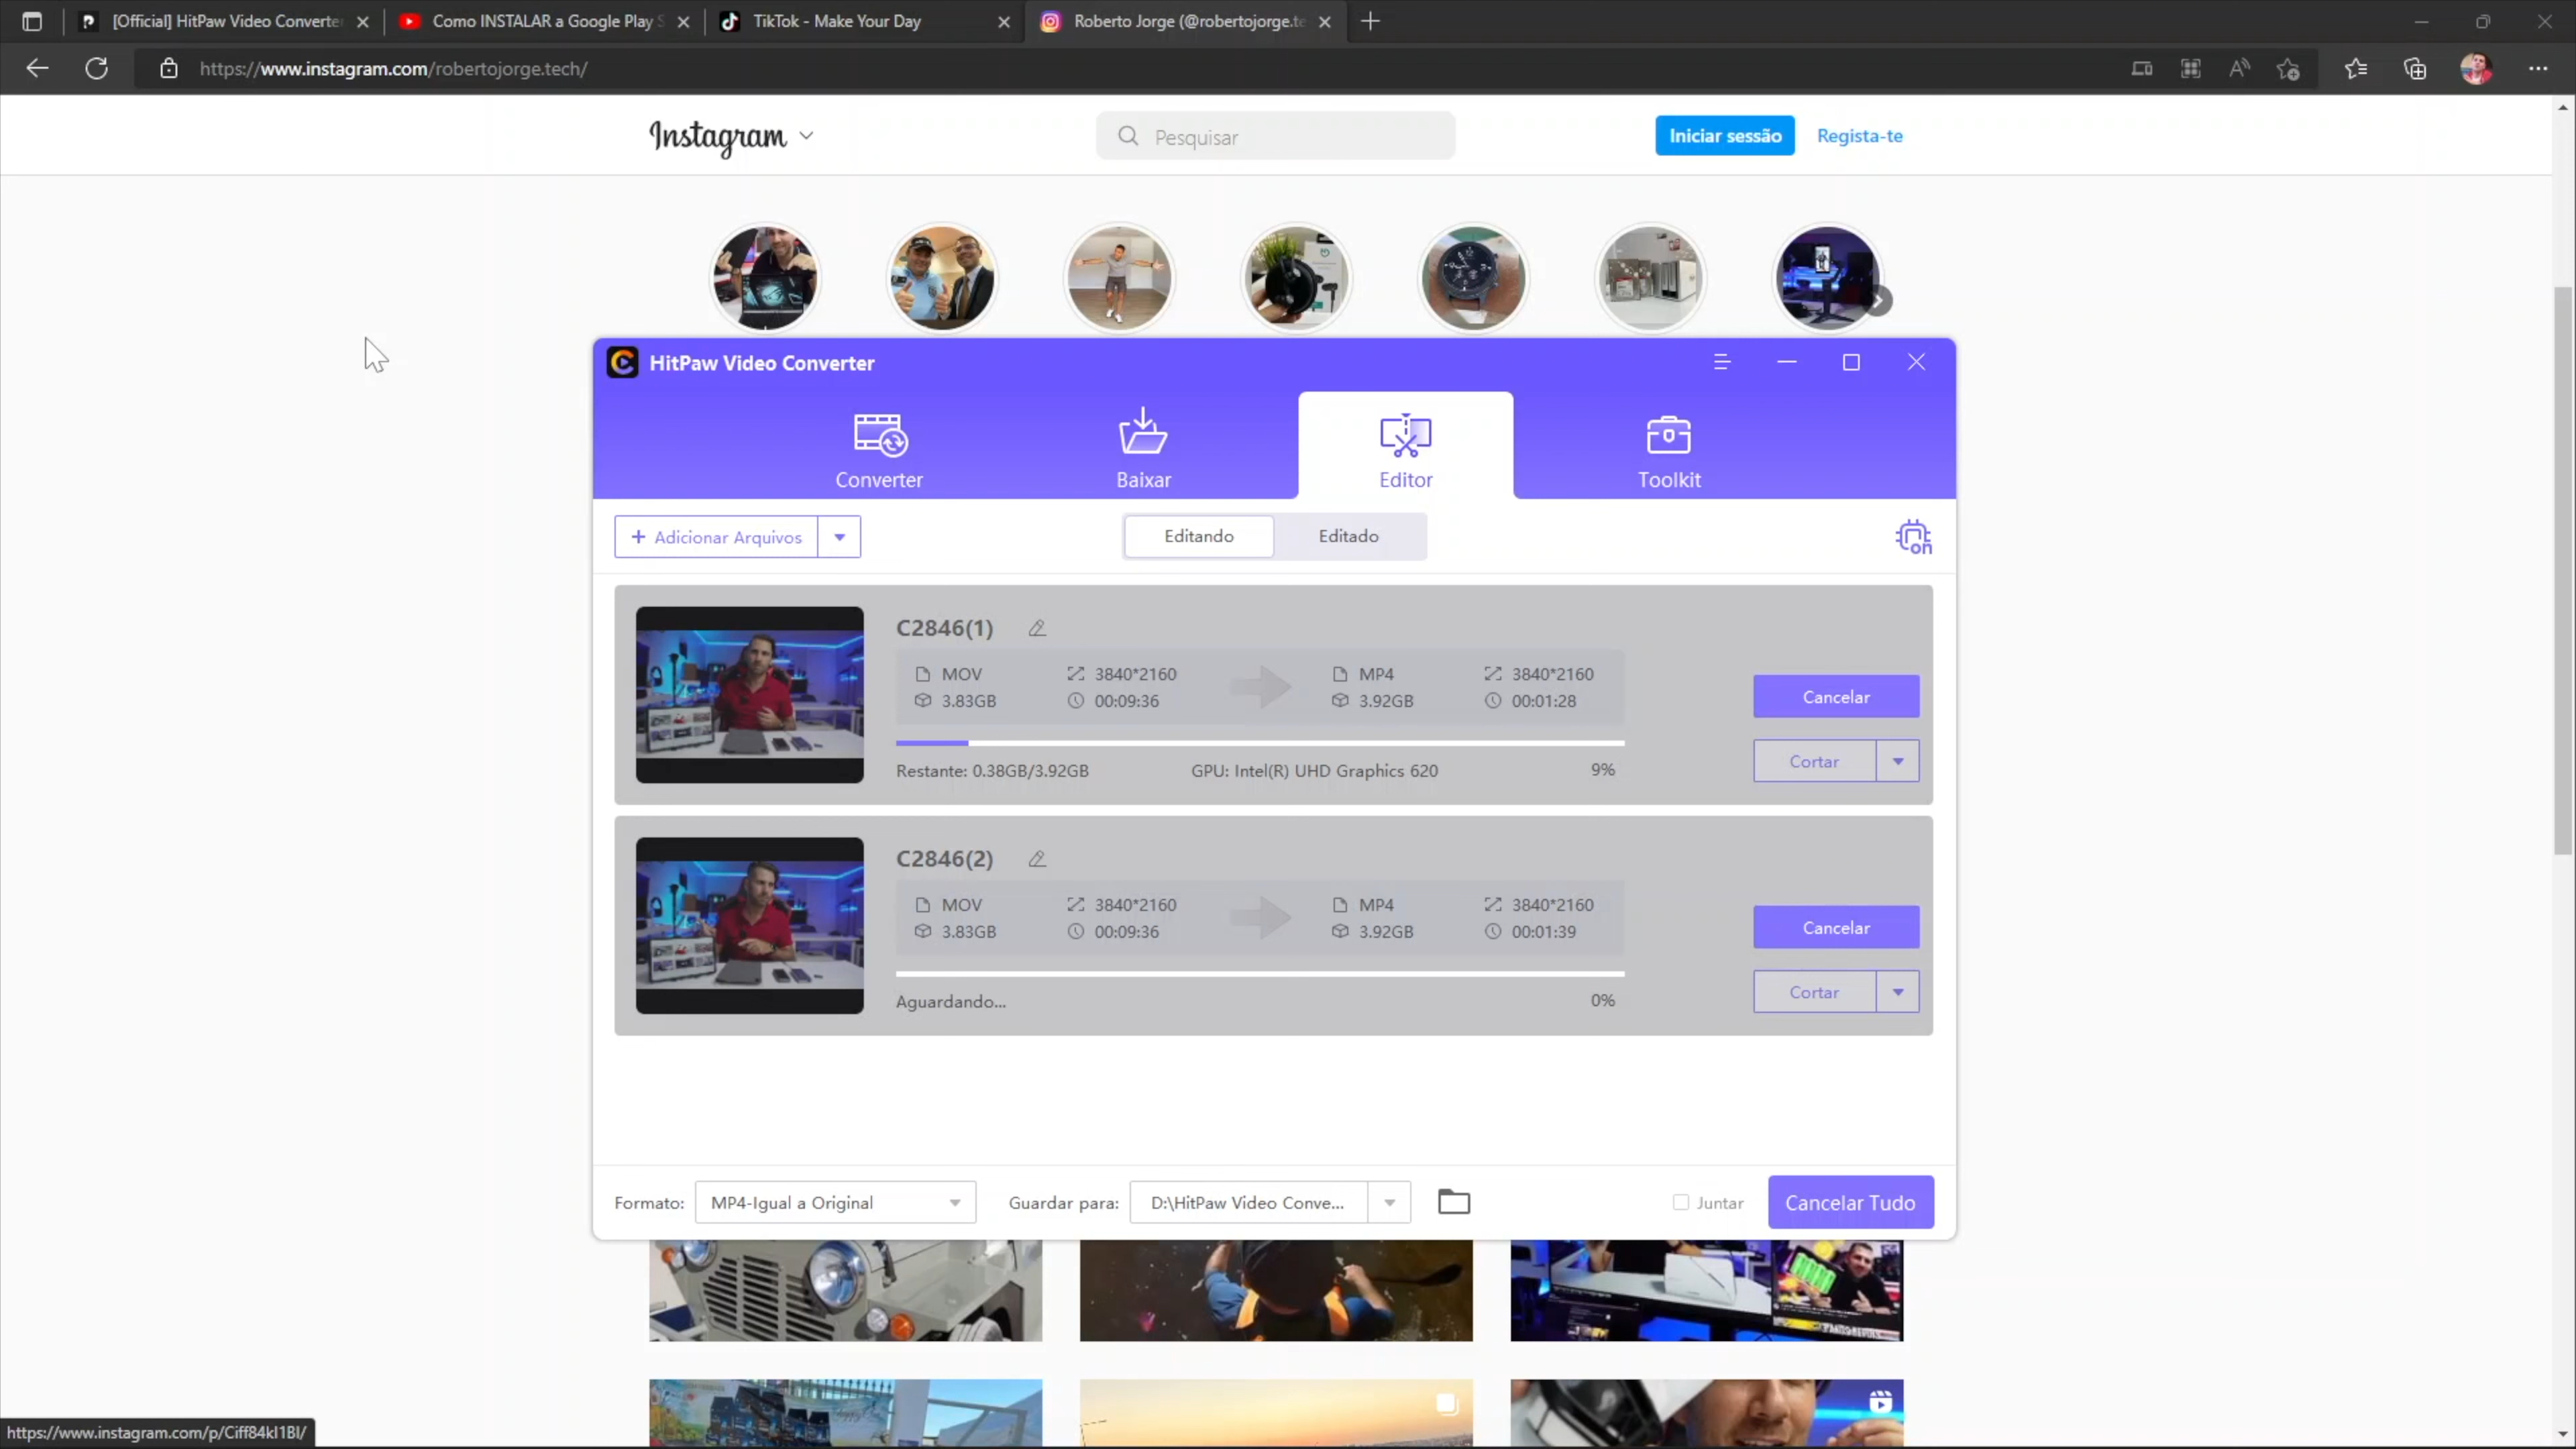 [Official] HitPaw Video Converter
Como INSTALAR a Google Play S
TikTok - Make Your Day
Roberto Jorge (@robertojorge.te
https://www.instagram.com/robertojorge.tech/
Instagram
Pesquisar
Iniciar sessão
Regista-te
HitPaw Video Converter
Converter
Baixar
Editor
Toolkit
+ Adicionar Arquivos
Editando
Editado
on
C2846(1)
MOV 3840*2160 MP4 3840*2160
3.83GB 00:09:36 3.92GB 00:01:28
Cancelar
Restante: 0.38GB/3.92GB GPU: Intel(R) UHD Graphics 620 9%
Cortar
C2846(2)
MOV 3840*2160 MP4 3840*2160
3.83GB 00:09:36 3.92GB 00:01:39
Cancelar
Aguardando... 0%
Cortar
Formato: MP4-Igual a Original Guardar para: D:\HitPaw Video Conve... Juntar Cancelar Tudo
https://www.instagram.com/p/Ciff84kI1BI/